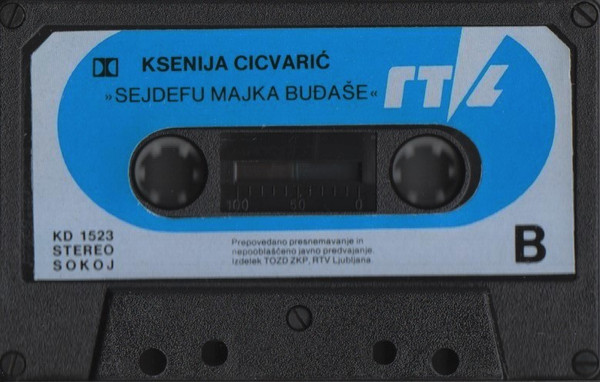 KSENIJA CICVARIĆ
»SEJDEFU MAJKA BUĐAŠE«
RTVL
100 50 0
KD 1523
STEREO
SOKOJ
Prepovedano presnemavanje in
nepooblaščeno javno predvajanje.
Izdelek TOZD ZKP, RTV Ljubljana.
B